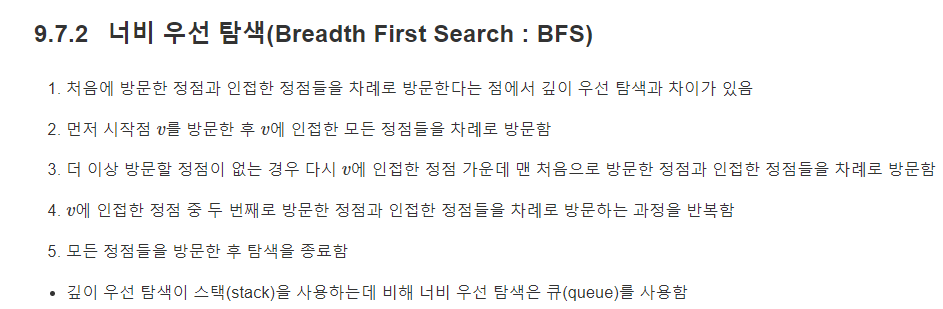 9.7.2 너비 우선 탐색(Breadth First Search : BFS)
1. 처음에 방문한 정점과 인접한 정점들을 차례로 방문한다는 점에서 깊이 우선 탐색과 차이가 있음
2. 먼저 시작점 v를 방문한 후 v에 인접한 모든 정점들을 차례로 방문함
3. 더 이상 방문할 정점이 없는 경우 다시 v에 인접한 정점 가운데 맨 처음으로 방문한 정점과 인접한 정점들을 차례로 방문함
4. v에 인접한 정점 중 두 번째로 방문한 정점과 인접한 정점들을 차례로 방문하는 과정을 반복함
5. 모든 정점들을 방문한 후 탐색을 종료함
• 깊이 우선 탐색이 스택(stack)을 사용하는데 비해 너비 우선 탐색은 큐(queue)를 사용함